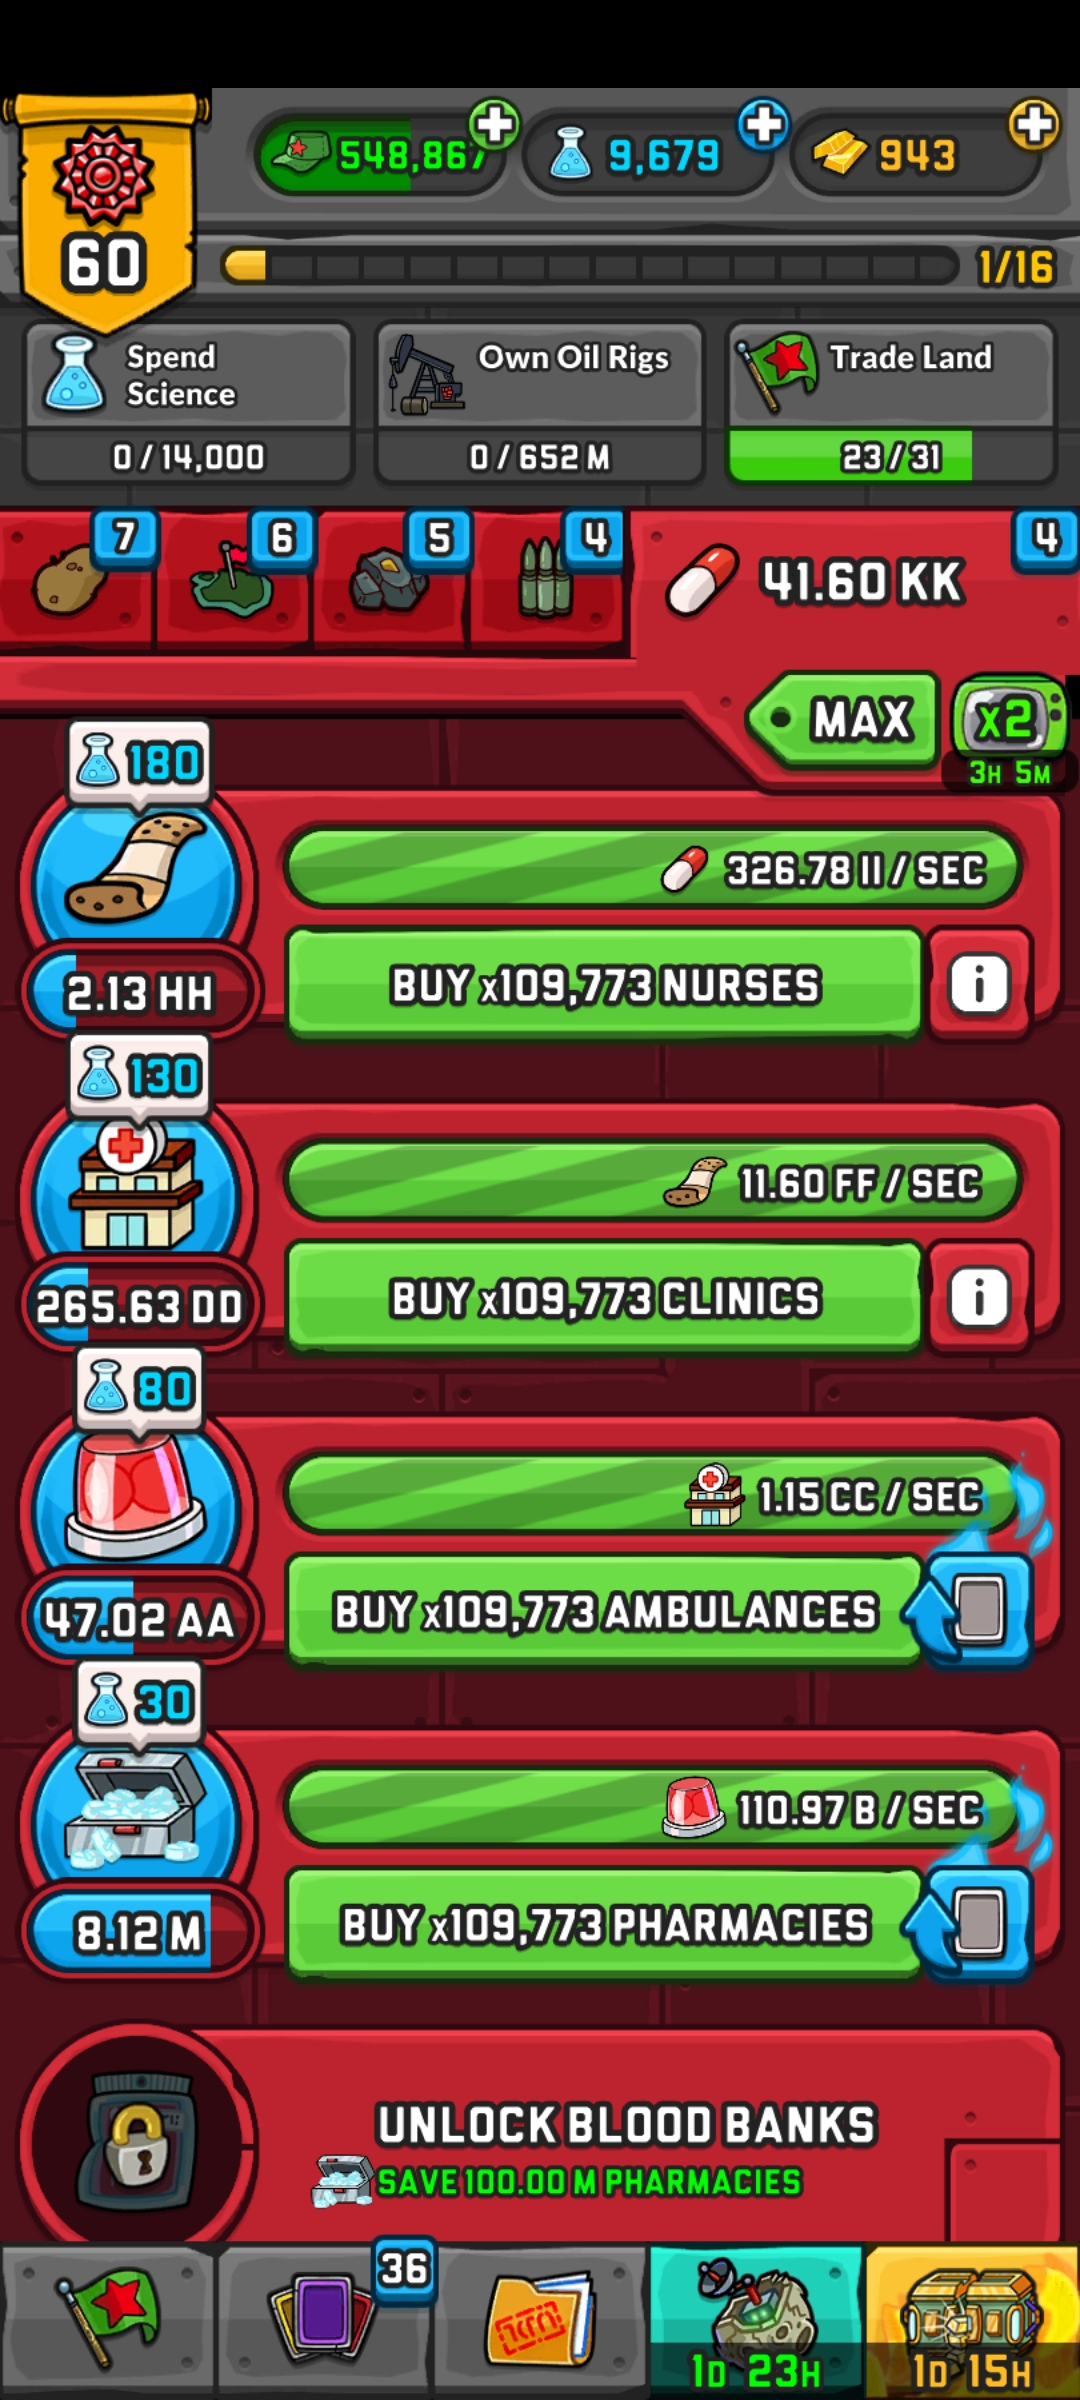 548,867
9,679
943
60
1/16
Spend
Science
Own Oil Rigs
Trade Land
0/14,000
0/652 M
23/31
7
6
5
4
41.60 KK
4
MAX
x2
3H 5M
180
326.78 II / SEC
BUY x109,773 NURSES
i
2.13 HH
130
11.60 FF / SEC
BUY x109,773 CLINICS
i
265.63 DD
80
1.15 CC / SEC
BUY x109,773 AMBULANCES
47.02 AA
30
110.97 B / SEC
BUY x109,773 PHARMACIES
8.12 M
UNLOCK BLOOD BANKS
SAVE 100.00 M PHARMACIES
36
1D 23H
1D 15H